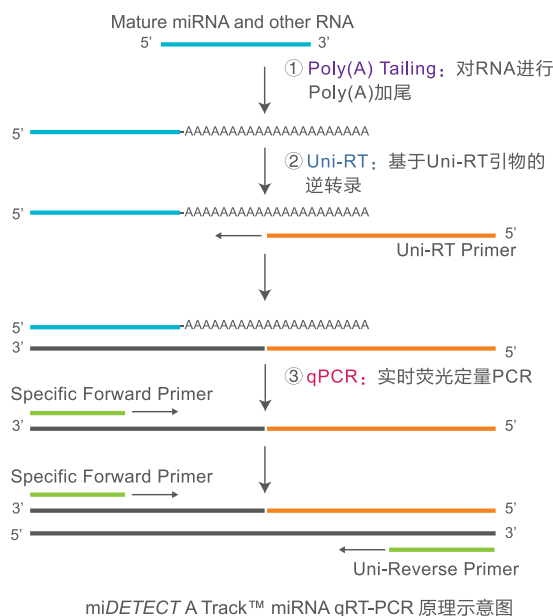 Mature miRNA and other RNA
5’ 3’
① Poly(A) Tailing：对RNA进行
Poly(A)加尾
5’ -AAAAAAAAAAAAAAAAAAAAA
② Uni-RT：基于Uni-RT引物的
逆转录
5’ -AAAAAAAAAAAAAAAAAAAAA
5’
Uni-RT Primer
5’ -AAAAAAAAAAAAAAAAAAAAA
3’ 5’
③ qPCR：实时荧光定量PCR
Specific Forward Primer
3’ 5’
Specific Forward Primer
3’ 5’
5’ 3’
Uni-Reverse Primer
miDETECT A Track™ miRNA qRT-PCR 原理示意图